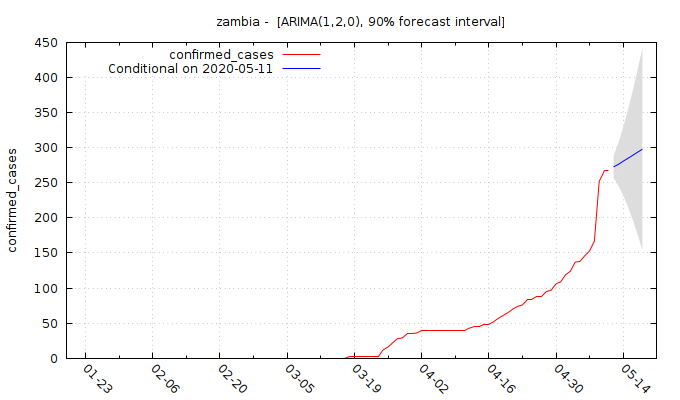 zambia -  [ARIMA(1,2,0), 90% forecast interval]
confirmed_cases
Conditional on 2020-05-11
confirmed_cases
450
400
350
300
250
200
150
100
50
0
01-23 02-06 02-20 03-05 03-19 04-02 04-16 04-30 05-14